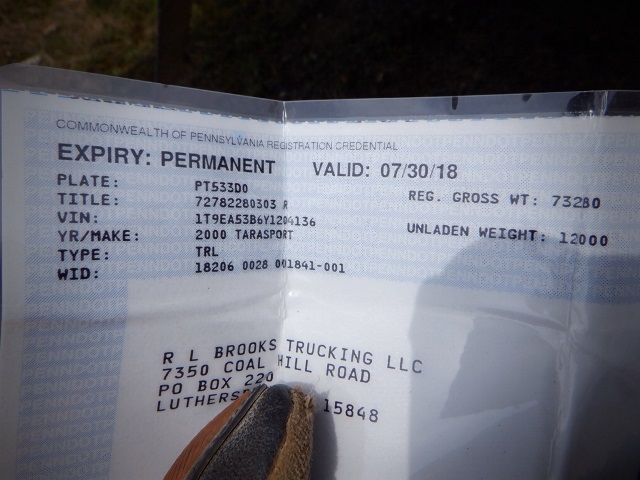 COMMONWEALTH OF PENNSYLVANIA REGISTRATION CREDENTIAL
EXPIRY: PERMANENT VALID: 07/30/18
PLATE: PT533D0 REG. GROSS WT: 73280
TITLE: 72782280303 R
VIN: 1T9EA53B6Y1204136 UNLADEN WEIGHT: 12000
YR/MAKE: 2000 TARASPORT
TYPE: TRL
WID: 18206 0028 001841-001
R L BROOKS TRUCKING LLC
7350 COAL HILL ROAD
PO BOX 220
15848